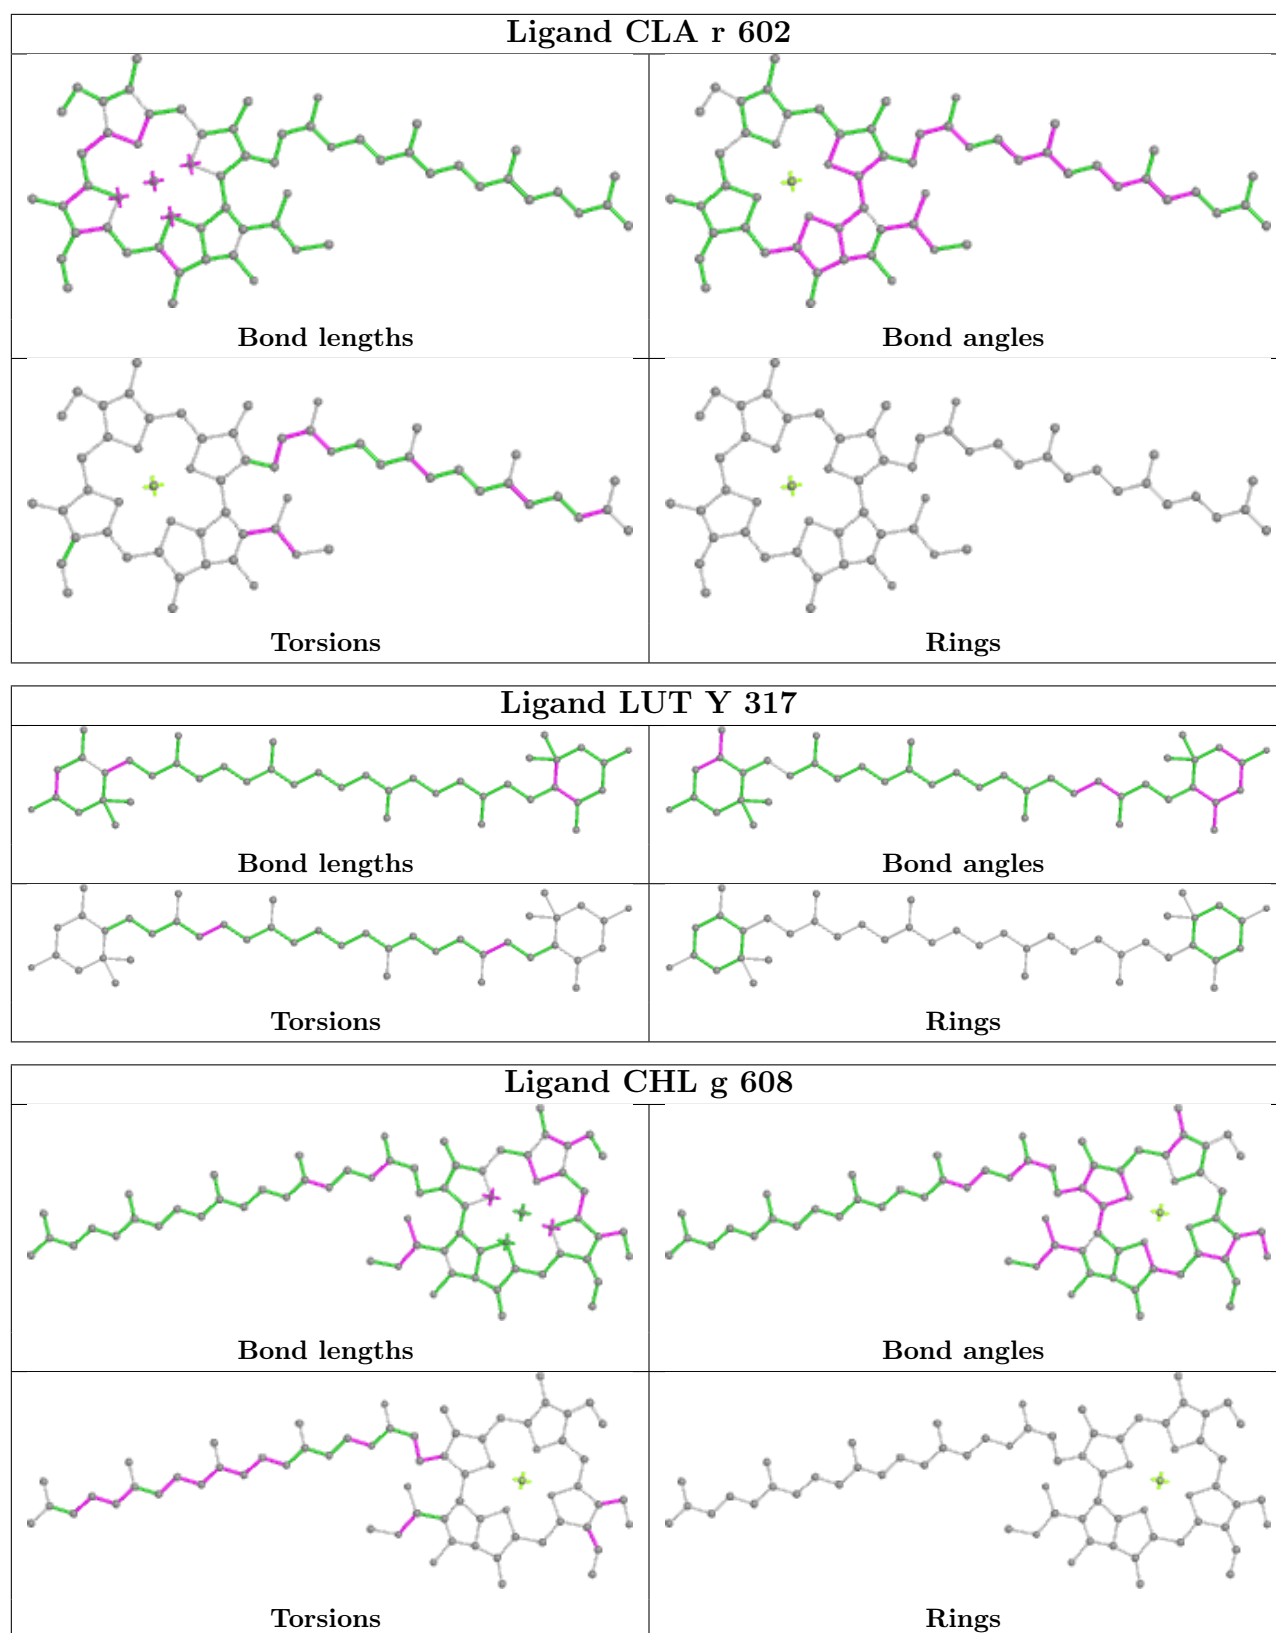 Ligand CLA r 602
Bond lengths
Bond angles
Torsions
Rings
Ligand LUT Y 317
Bond lengths
Bond angles
Torsions
Rings
Ligand CHL g 608
Bond lengths
Bond angles
Torsions
Rings